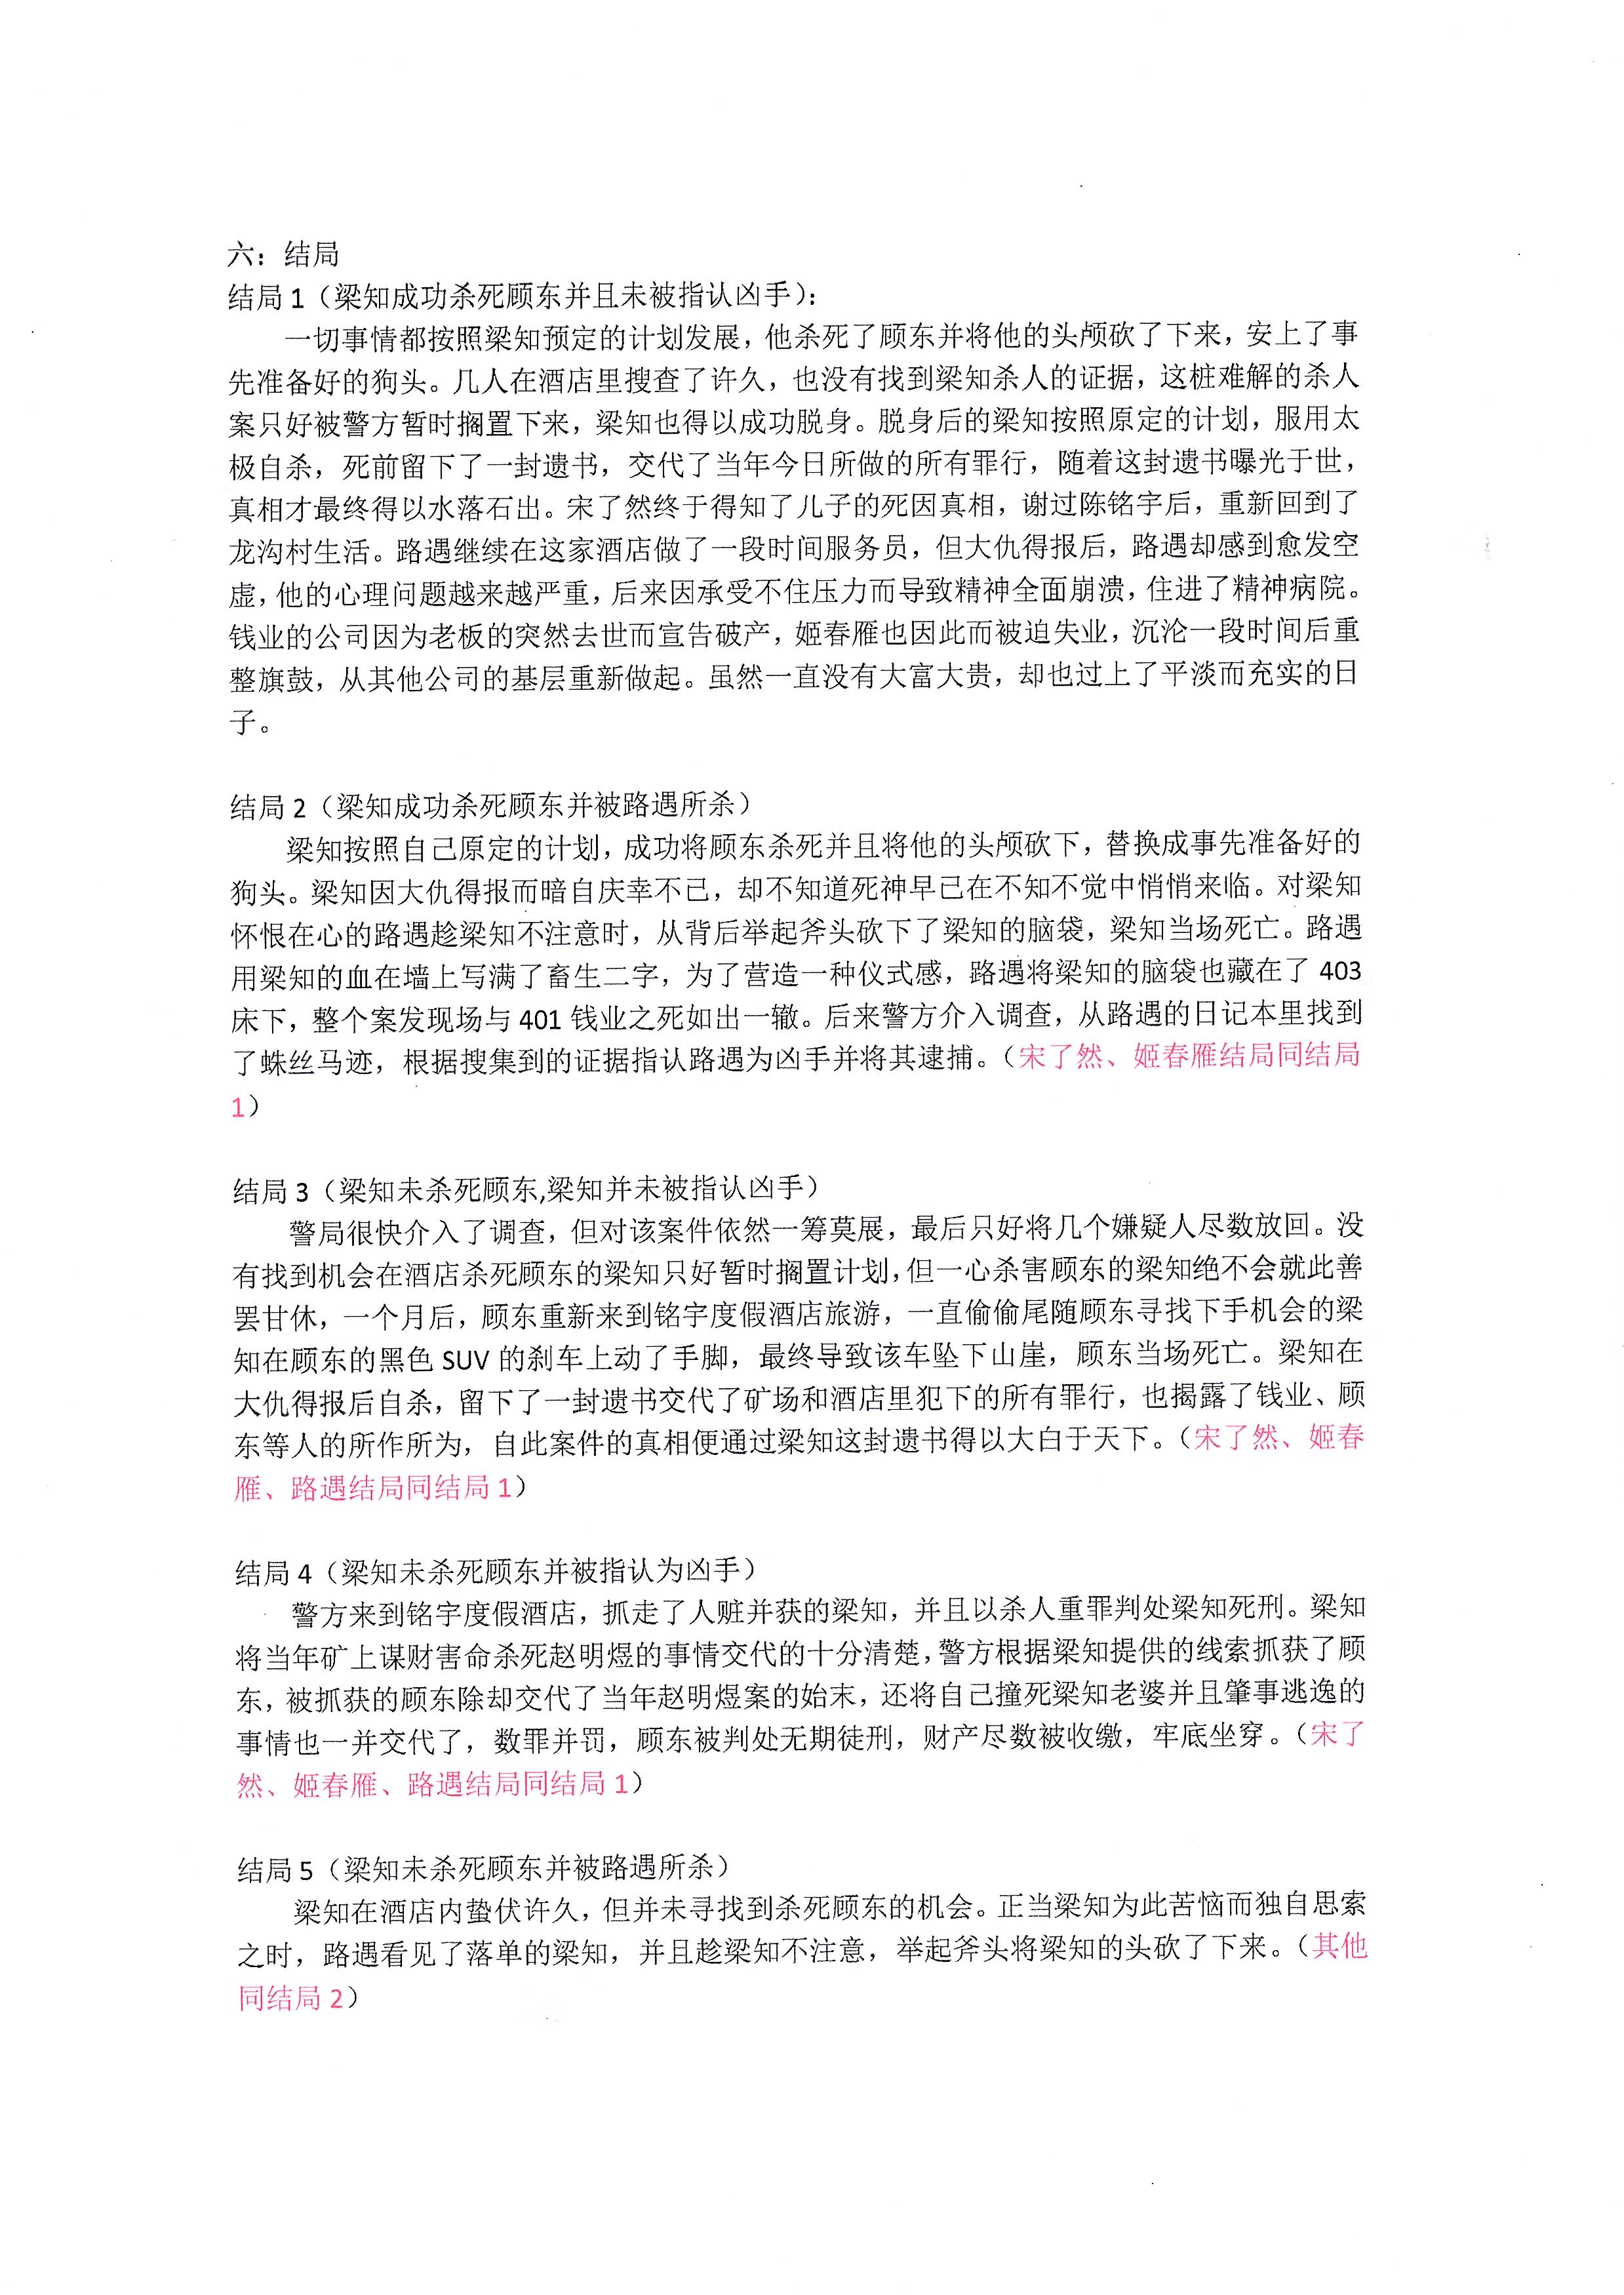 六：结局
结局 1（梁知成功杀死顾东并且未被指认凶手）：
一切事情都按照梁知预定的计划发展，他杀死了顾东并将他的头颅砍了下来，安上了事
先准备好的狗头。几人在酒店里搜查了许久，也没有找到梁知杀人的证据，这桩难解的杀人
案只好被警方暂时搁置下来，梁知也得以成功脱身。脱身后的梁知按照原定的计划，服用太
极自杀，死前留下了一封遗书，交代了当年今日所做的所有罪行，随着这封遗书曝光于世，
真相才最终得以水落石出。宋了然终于得知了儿子的死因真相，谢过陈铭宇后，重新回到了
龙沟村生活。路遇继续在这家酒店做了一段时间服务员，但大仇得报后，路遇却感到愈发空
虚，他的心理问题越来越严重，后来因承受不住压力而导致精神全面崩溃，住进了精神病院。
钱业的公司因为老板的突然去世而宣告破产，姬春雁也因此而被迫失业，沉沦一段时间后重
整旗鼓，从其他公司的基层重新做起。虽然一直没有大富大贵，却也过上了平淡而充实的日
子。
结局 2（梁知成功杀死顾东并被路遇所杀）
梁知按照自己原定的计划，成功将顾东杀死并且将他的头颅砍下，替换成事先准备好的
狗头。梁知因大仇得报而暗自庆幸不已，却不知道死神早已在不知不觉中悄悄来临。对梁知
怀恨在心的路遇趁梁知不注意时，从背后举起斧头砍下了梁知的脑袋，梁知当场死亡。路遇
用梁知的血在墙上写满了畜生二字，为了营造一种仪式感，路遇将梁知的脑袋也藏在了 403
床下，整个案发现场与 401 钱业之死如出一辙。后来警方介入调查，从路遇的日记本里找到
了蛛丝马迹，根据搜集到的证据指认路遇为凶手并将其逮捕。（宋了然、姬春雁结局同结局
1）
结局 3（梁知未杀死顾东,梁知并未被指认凶手）
警局很快介入了调查，但对该案件依然一筹莫展，最后只好将几个嫌疑人尽数放回。没
有找到机会在酒店杀死顾东的梁知只好暂时搁置计划，但一心杀害顾东的梁知绝不会就此善
罢甘休，一个月后，顾东重新来到铭宇度假酒店旅游，一直偷偷尾随顾东寻找下手机会的梁
知在顾东的黑色 SUV 的刹车上动了手脚，最终导致该车坠下山崖，顾东当场死亡。梁知在
大仇得报后自杀，留下了一封遗书交代了矿场和酒店里犯下的所有罪行，也揭露了钱业、顾
东等人的所作所为，自此案件的真相便通过梁知这封遗书得以大白于天下。（宋了然、姬春
雁、路遇结局同结局 1）
结局 4（梁知未杀死顾东并被指认为凶手）
警方来到铭宇度假酒店，抓走了人赃并获的梁知，并且以杀人重罪判处梁知死刑。梁知
将当年矿上谋财害命杀死赵明煜的事情交代的十分清楚，警方根据梁知提供的线索抓获了顾
东，被抓获的顾东除却交代了当年赵明煜案的始末，还将自己撞死梁知老婆并且肇事逃逸的
事情也一并交代了，数罪并罚，顾东被判处无期徒刑，财产尽数被收缴，牢底坐穿。（宋了
然、姬春雁、路遇结局同结局 1）
结局 5（梁知未杀死顾东并被路遇所杀）
梁知在酒店内蛰伏许久，但并未寻找到杀死顾东的机会。正当梁知为此苦恼而独自思索
之时，路遇看见了落单的梁知，并且趁梁知不注意，举起斧头将梁知的头砍了下来。（其他
同结局 2）